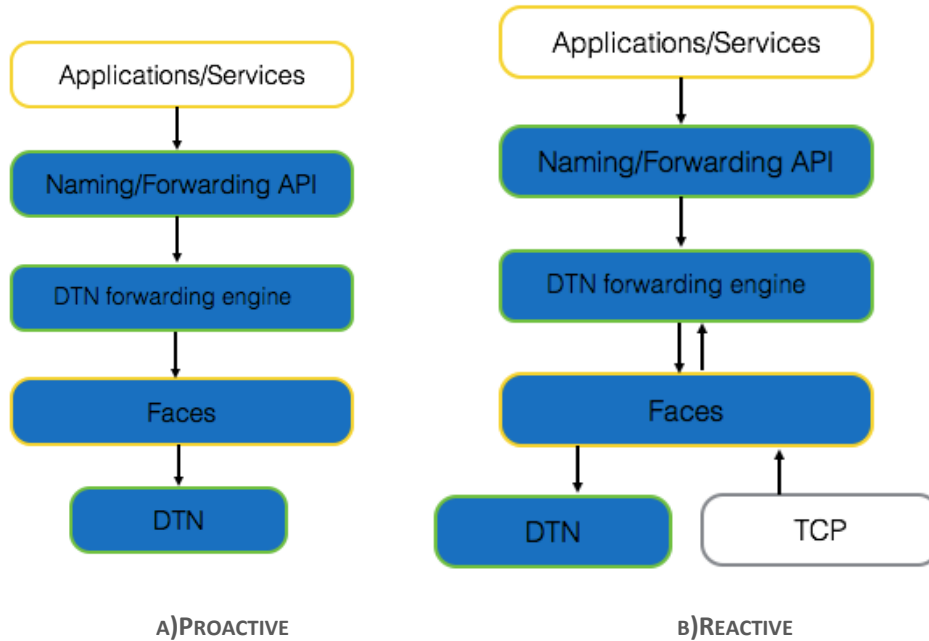 Applications/Services
Naming/Forwarding API
DTN forwarding engine
Faces
DTN
A)PROACTIVE
Applications/Services
Naming/Forwarding API
DTN forwarding engine
Faces
DTN
TCP
B)REACTIVE